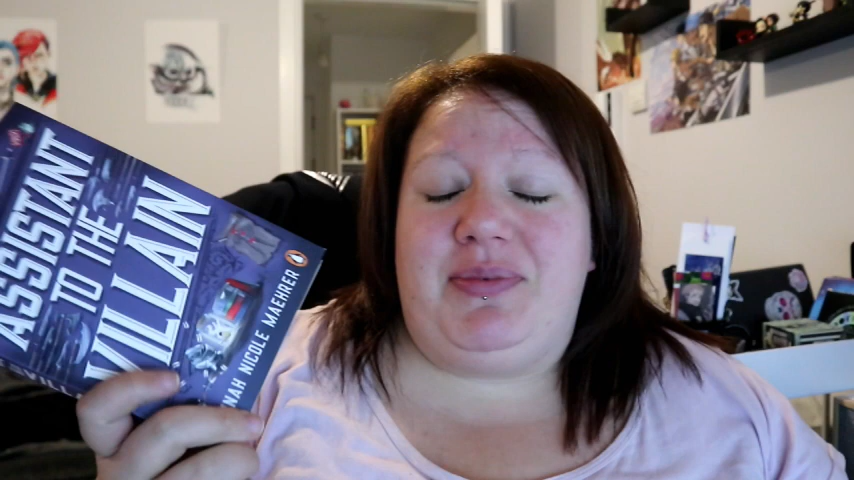 ASSISTANT
TO THE
VILLAIN
NAH NICOLE MAEHRER